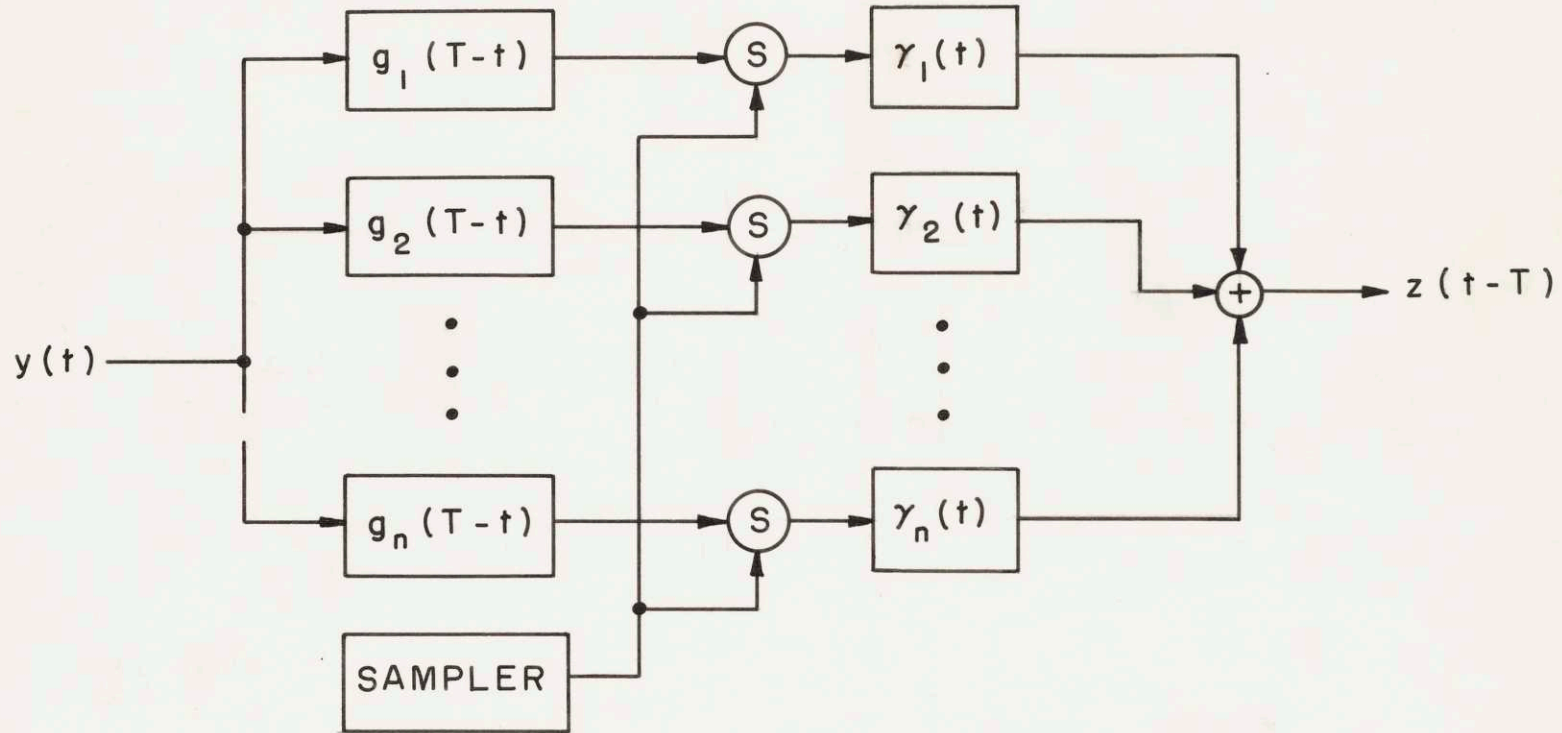 g₁ (T-t)
S
γ₁(t)
g₂ (T-t)
S
γ₂(t)
+
z (t-T)
y(t)
gₙ (T-t)
S
γₙ(t)
SAMPLER